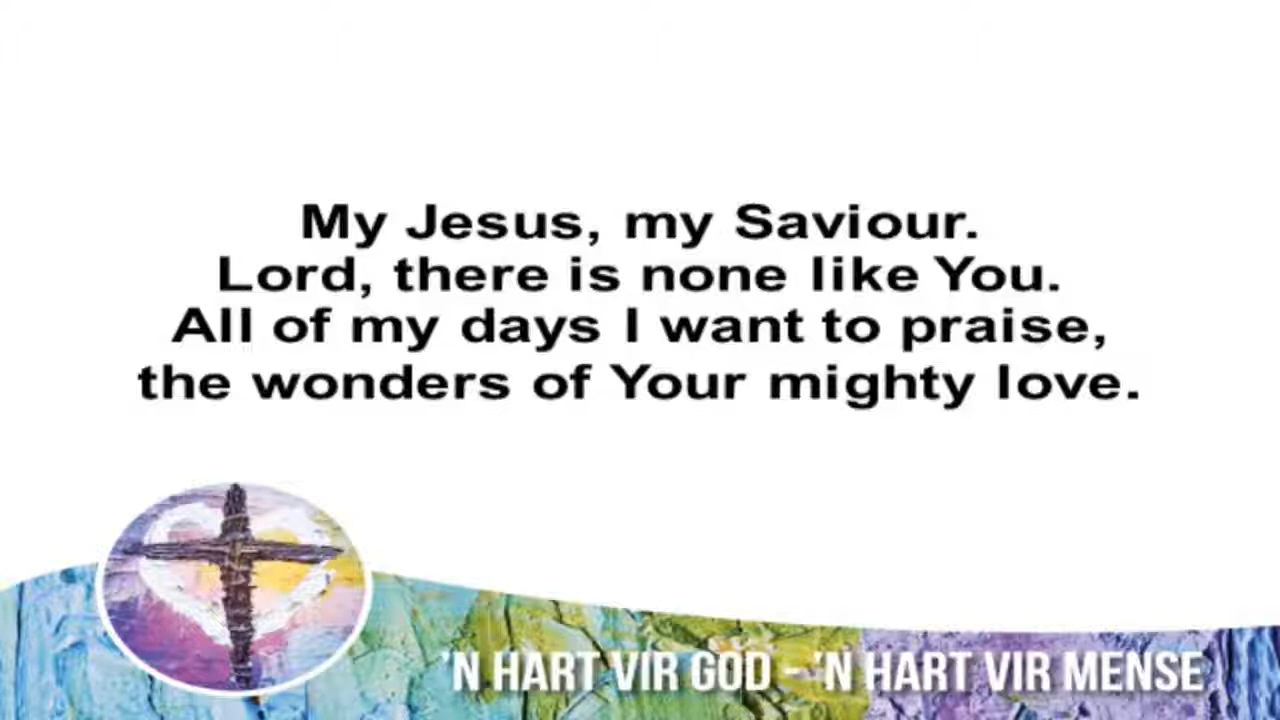 My Jesus, my Saviour.
Lord, there is none like You.
All of my days I want to praise,
the wonders of Your mighty love.
'N HART VIR GOD - 'N HART VIR MENSE